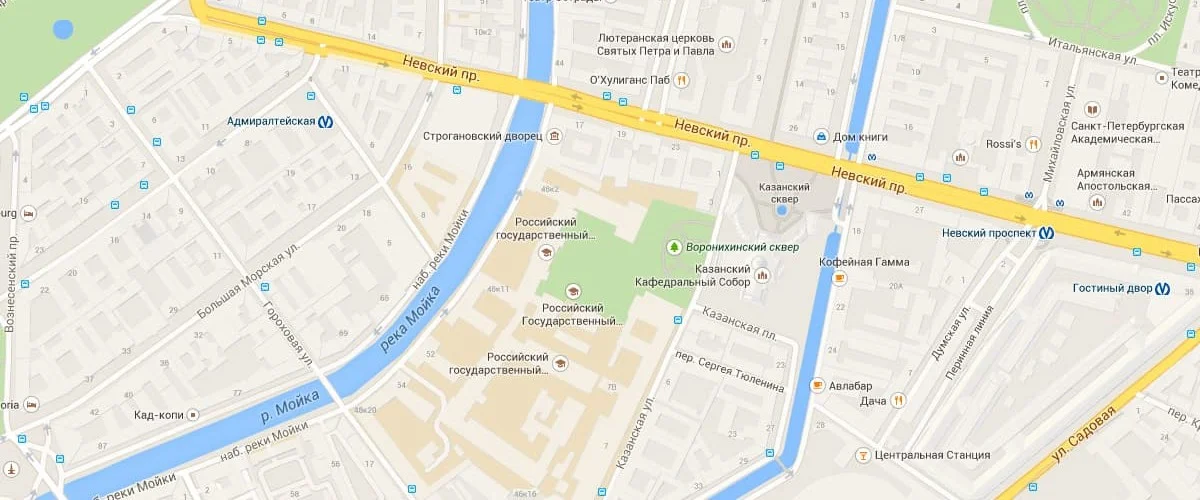 Невский пр.
Лютеранская церковь
Святых Петра и Павла
О'Хулиганс Паб
Итальянская ул.
Театр
Адмиралтейская
Строгановский дворец
Невский пр.
Дом книги
Rossi's
Михайловская ул.
Санкт-Петербургская
Академическая...
Невский пр.
Казанский
сквер
Армянская
Апостольская...
Российский
государственный...
Воронихинский сквер
Невский проспект
Казанский
Кафедральный Собор
Кофейная Гамма
Гостиный двор
Вознесенский пр.
Большая Морская ул.
наб. реки Мойки
река Мойка
Гороховая ул.
Российский
Государственный...
Казанская пл.
Думская ул.
Перинная линия
Российский
государственный...
пер. Сергея Тюленина
Авлабар
Дача
Кад-копи
р. Мойка
наб. реки Мойки
Казанская ул.
ул. Садовая
Центральная Станция
реки Мойки